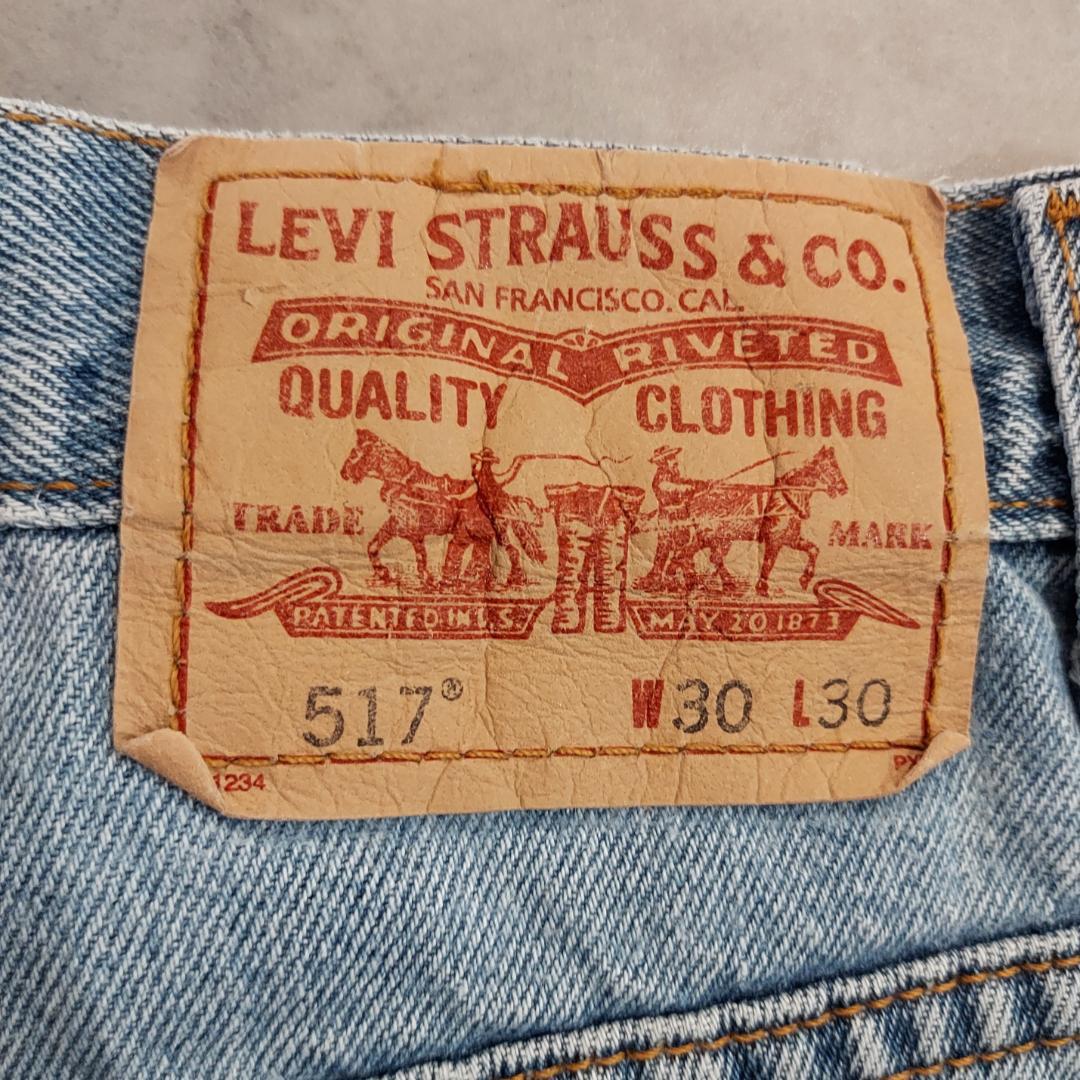 LEVI STRAUSS & CO.
SAN FRANCISCO. CAL.
ORIGINAL RIVETED
QUALITY CLOTHING
TRADE MARK
PATENTED IN U.S. MAY 20 1873
517® W30 L30
1234